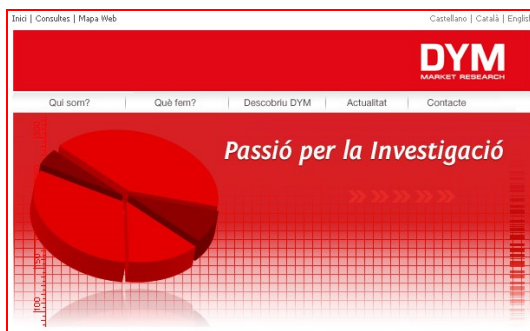 Inici | Consultes | Mapa Web
Castellano | Català | English
DYM
MARKET RESEARCH
Qui som? | Què fem? | Descobriu DYM | Actualitat | Contacte
Passió per la Investigació
100